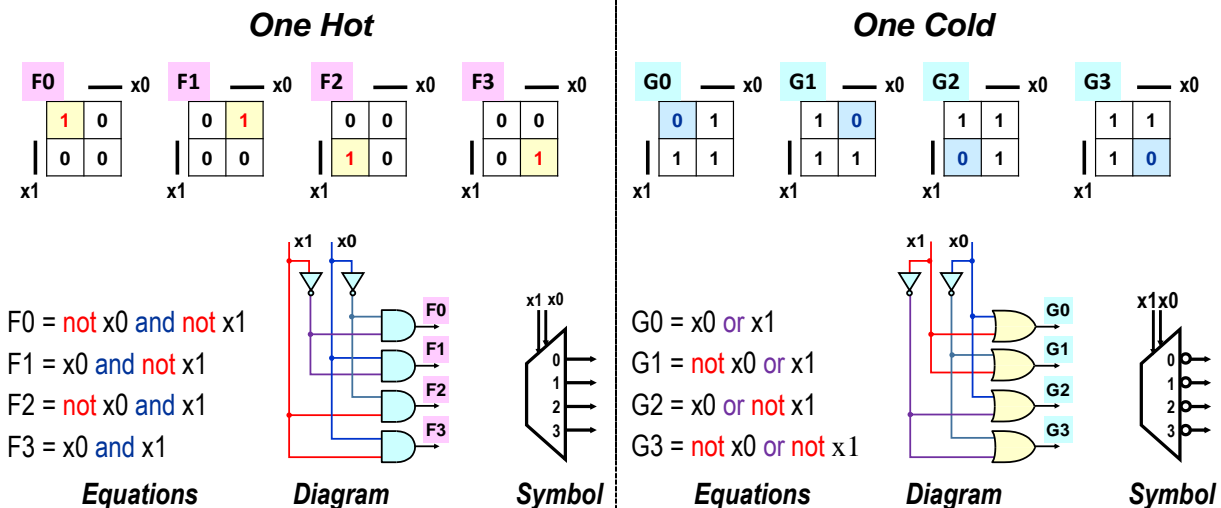 One Hot
F0 x0
1 0
0 0
x1
F1 x0
0 1
0 0
x1
F2 x0
0 0
1 0
x1
F3 x0
0 0
0 1
x1
x1 x0
F0
F1
F2
F3
F0 = not x0 and not x1
F1 = x0 and not x1
F2 = not x0 and x1
F3 = x0 and x1
x1 x0
0
1
2
3
Equations Diagram Symbol
One Cold
G0 x0
0 1
1 1
x1
G1 x0
1 0
1 1
x1
G2 x0
1 1
0 1
x1
G3 x0
1 1
1 0
x1
x1 x0
G0
G1
G2
G3
G0 = x0 or x1
G1 = not x0 or x1
G2 = x0 or not x1
G3 = not x0 or not x1
x1 x0
0
1
2
3
Equations Diagram Symbol